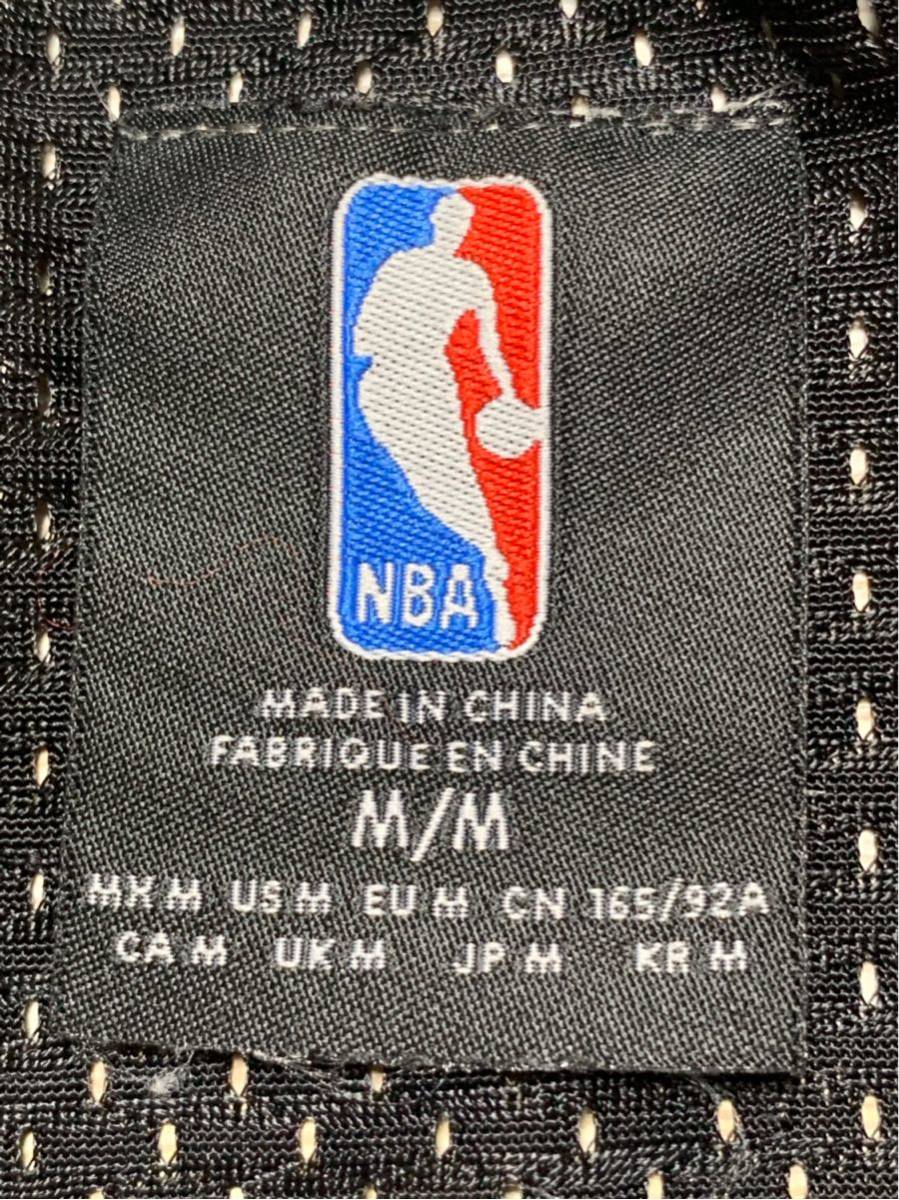 NBA
MADE IN CHINA
FABRIQUE EN CHINE
M/M
MX M US M EU M CN 165/92A
CA M UK M JP M KR M